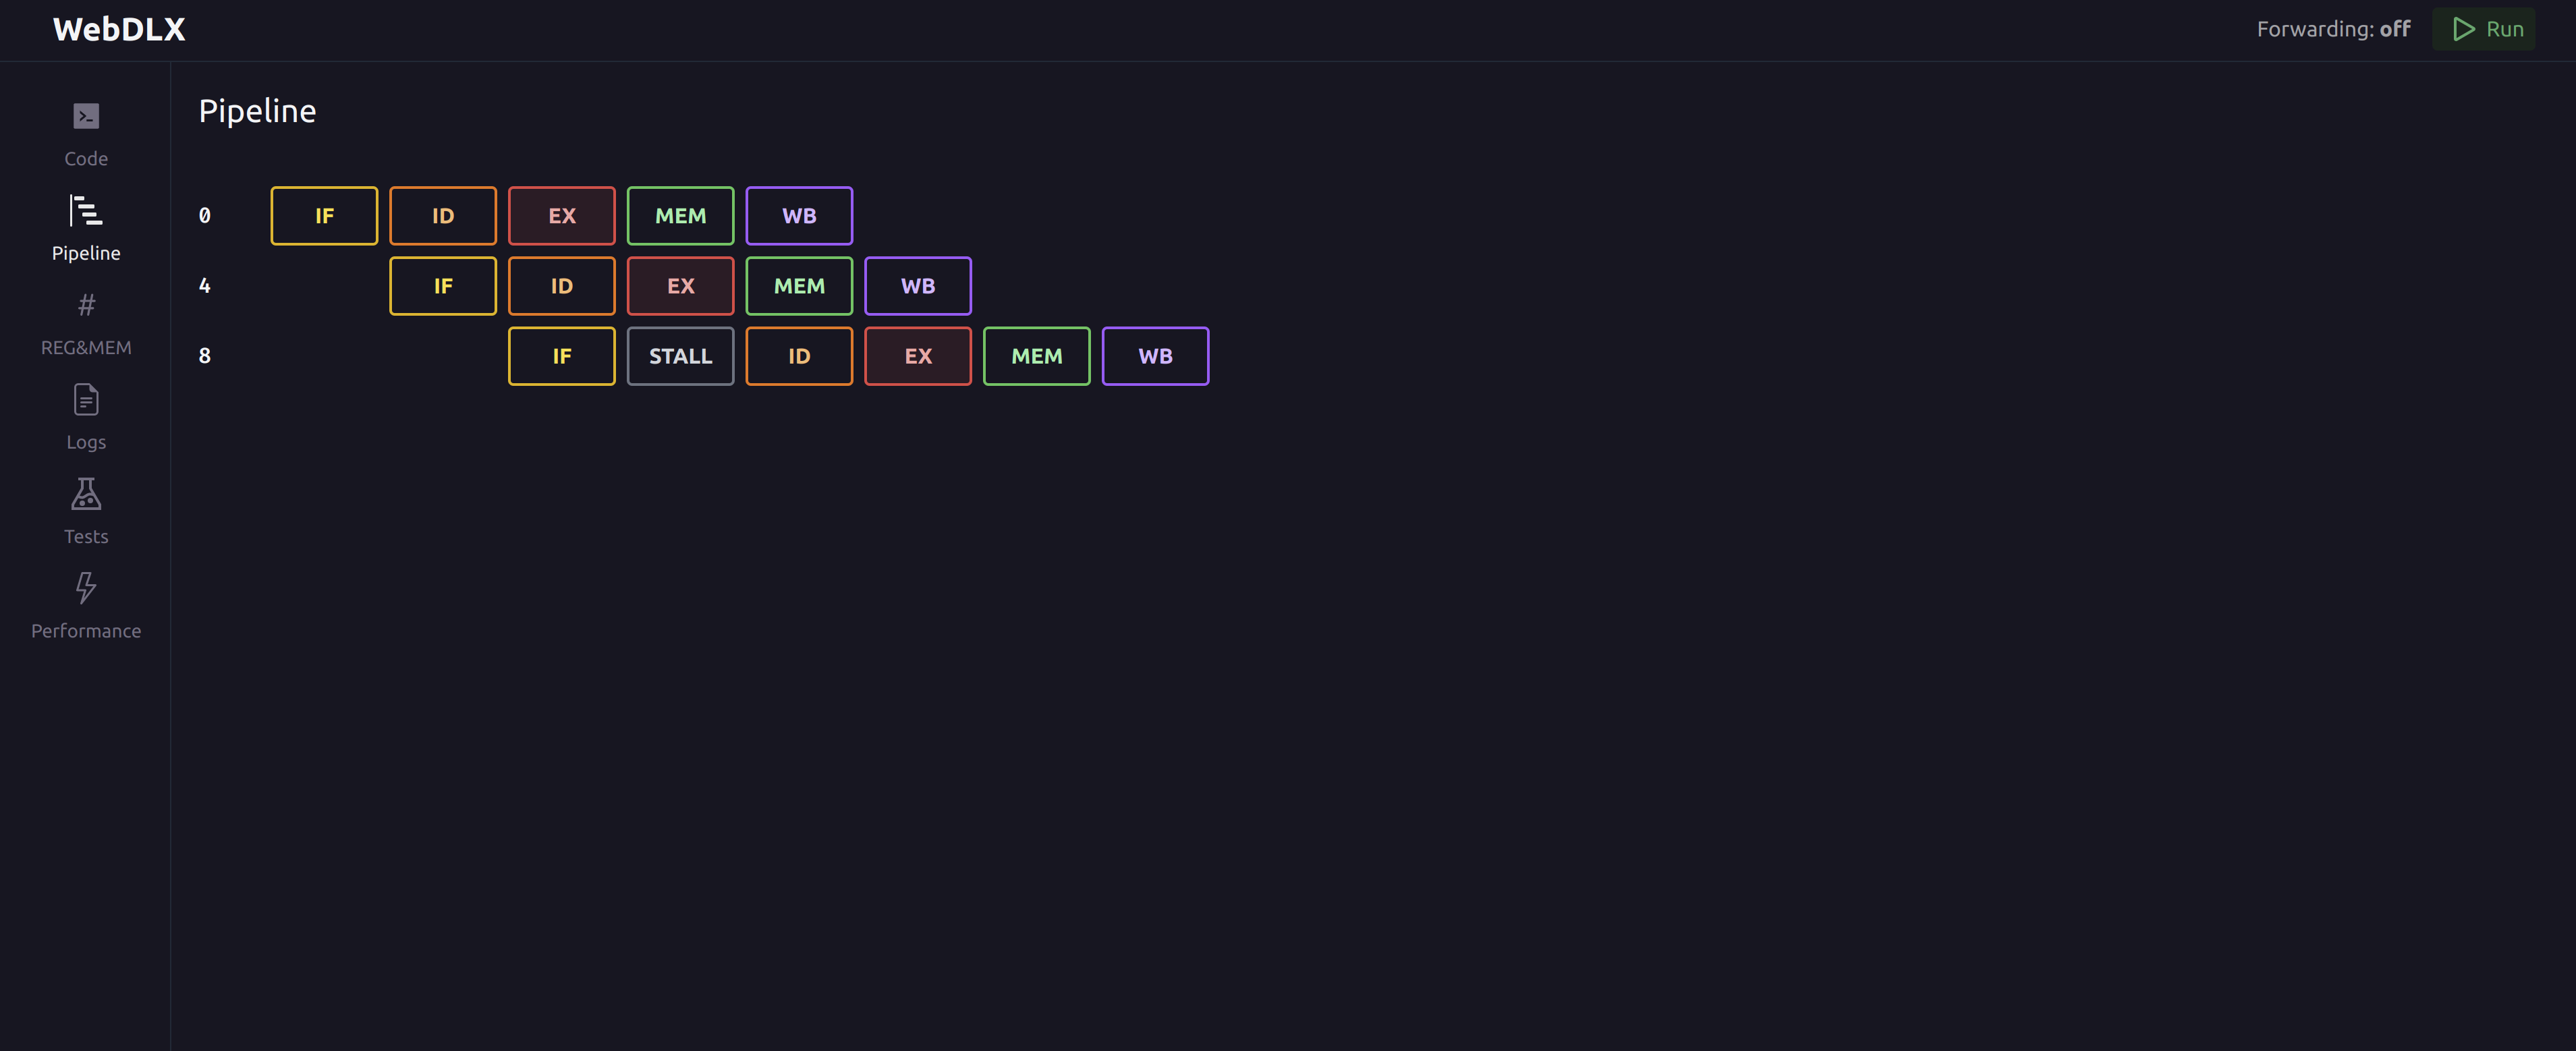 WebDLX
Forwarding: off
Run
Code
Pipeline
REG&MEM
Logs
Tests
Performance
Pipeline
0 IF ID EX MEM WB
4 IF ID EX MEM WB
8 IF STALL ID EX MEM WB